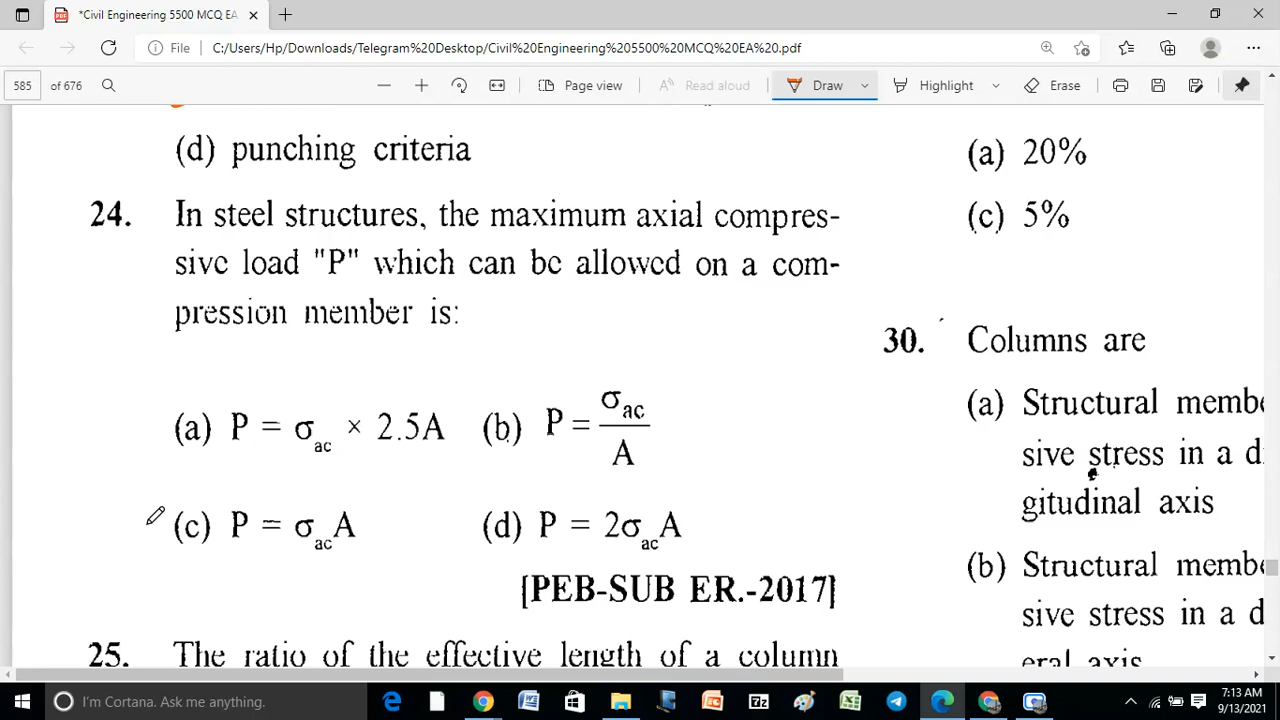 *Civil Engineering 5500 MCQ EA
File
C:/Users/Hp/Downloads/Telegram%20Desktop/Civil%20Engineering%205500%20MCQ%20EA%20.pdf
585 of 676
Page view
Read aloud
Draw
Highlight
Erase
(d) punching criteria
24. In steel structures, the maximum axial compres-
sive load "P" which can be allowed on a com-
pression member is:
(a) P = σac × 2.5A (b) P = σac / A
(c) P = σac A (d) P = 2σac A
[PEB-SUB ER.-2017]
25. The ratio of the effective length of a column
(a) 20%
(c) 5%
30. Columns are
(a) Structural membe
sive stress in a d
gitudinal axis
(b) Structural membe
sive stress in a d
eral axis
I'm Cortana. Ask me anything.
7:13 AM
9/13/2021